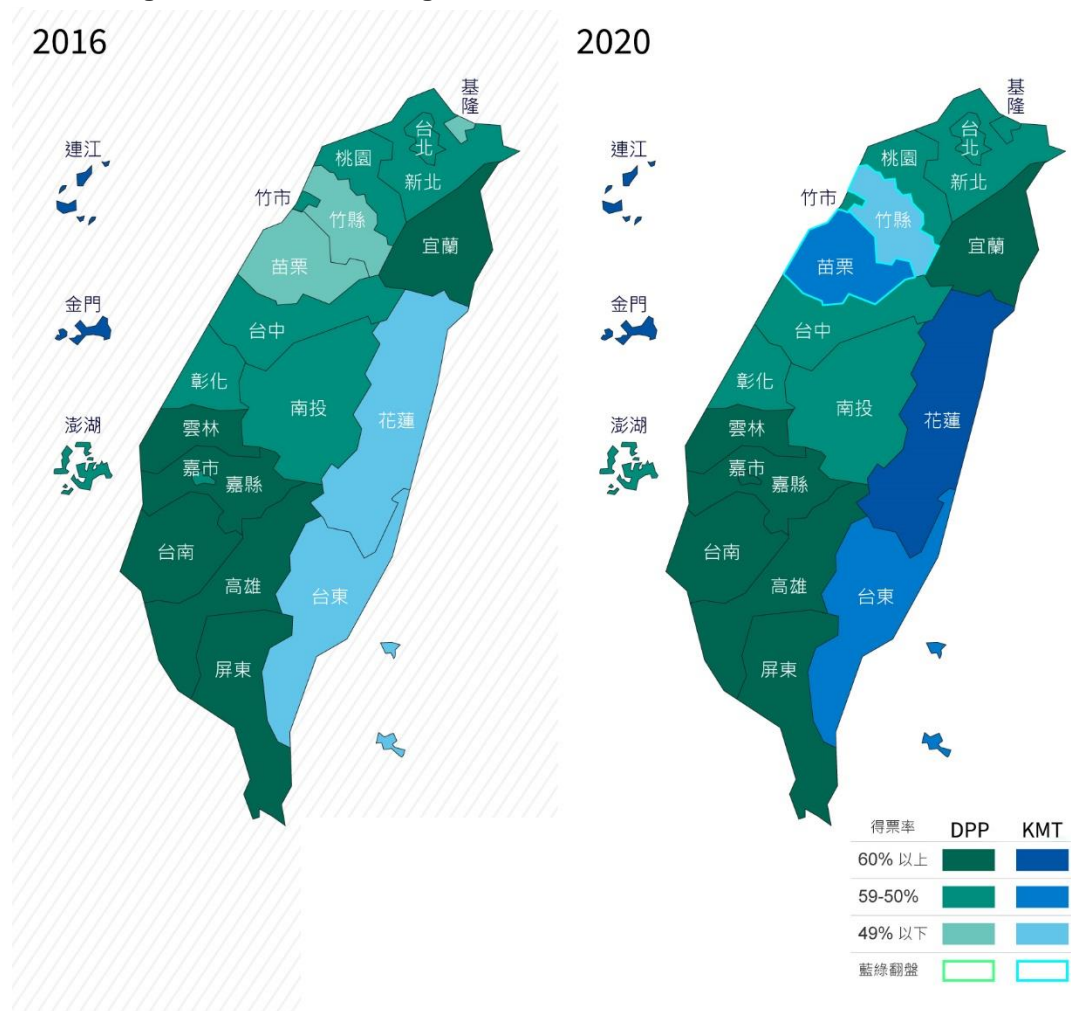 2016
基隆
連江
台北
桃園
新北
竹市
竹縣
宜蘭
苗栗
金門
台中
彰化
南投
花蓮
澎湖
雲林
嘉市
嘉縣
台南
高雄
台東
屏東
2020
基隆
連江
台北
桃園
新北
竹市
竹縣
宜蘭
苗栗
金門
台中
彰化
南投
花蓮
澎湖
雲林
嘉市
嘉縣
台南
高雄
台東
屏東
得票率 DPP KMT
60% 以上
59-50%
49% 以下
藍綠翻盤